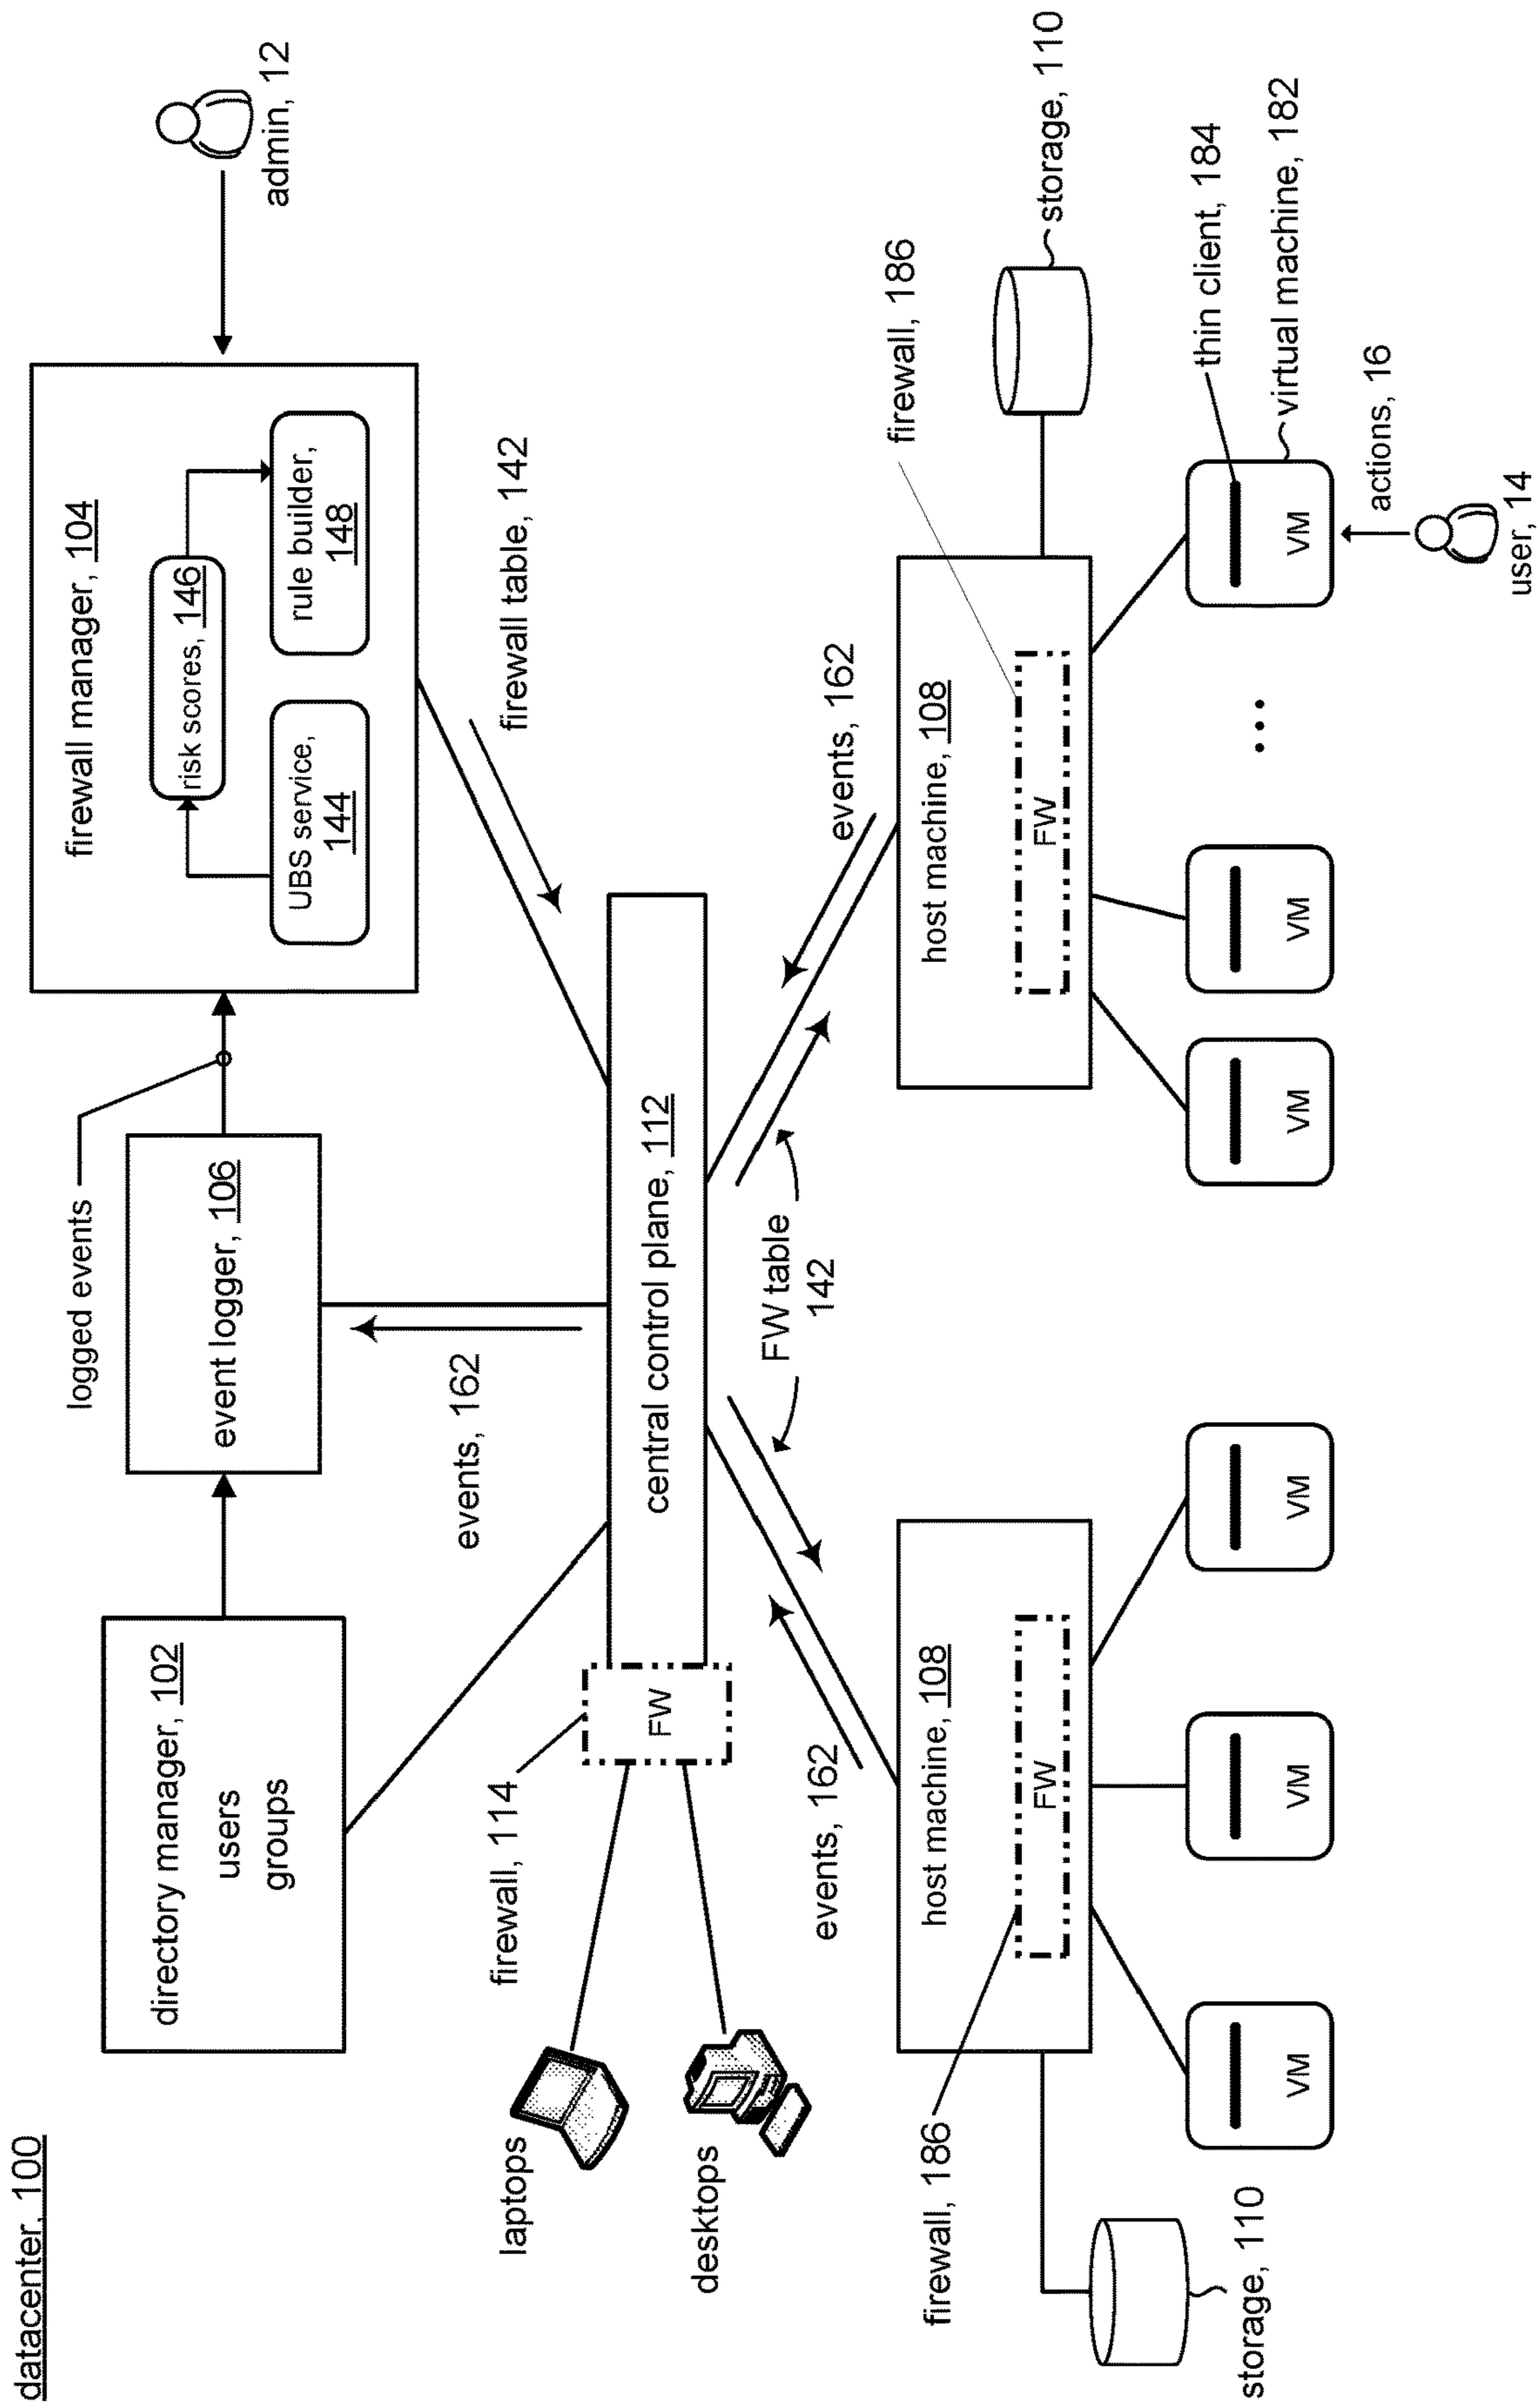 datacenter, 100
directory manager, 102
users
groups
event logger, 106
logged events
firewall manager, 104
risk scores, 146
UBS service,
144
rule builder,
148
admin, 12
events, 162
firewall table, 142
laptops
desktops
firewall, 114
FW
central control plane, 112
FW table
142
events, 162
events, 162
firewall, 186
host machine, 108
FW
storage, 110
VM
VM
VM
host machine, 108
FW
firewall, 186
storage, 110
VM
VM
...
VM
thin client, 184
virtual machine, 182
actions, 16
user, 14